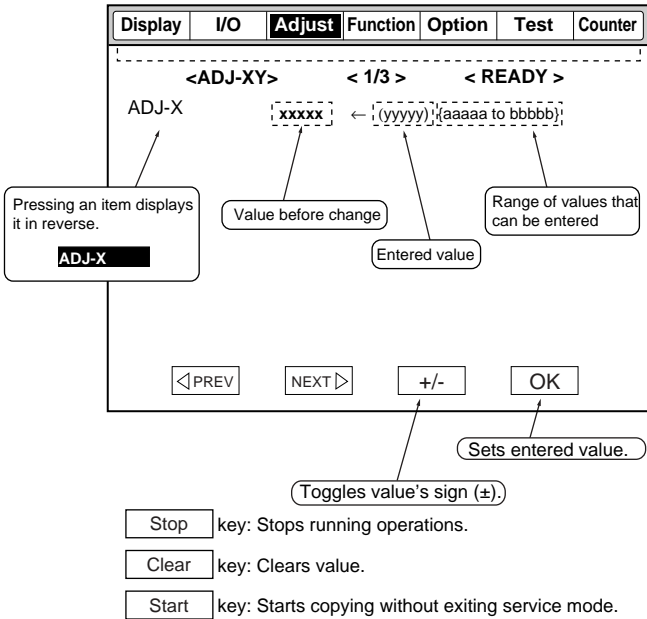 Display I/O Adjust Function Option Test Counter
<ADJ-XY> < 1/3 > < READY >
ADJ-X xxxxx ← (yyyyy) {aaaaa to bbbbb}
Pressing an item displays
it in reverse.
ADJ-X
Value before change
Entered value
Range of values that
can be entered
PREV NEXT +/- OK
Sets entered value.
Toggles value's sign (±).
Stop key: Stops running operations.
Clear key: Clears value.
Start key: Starts copying without exiting service mode.